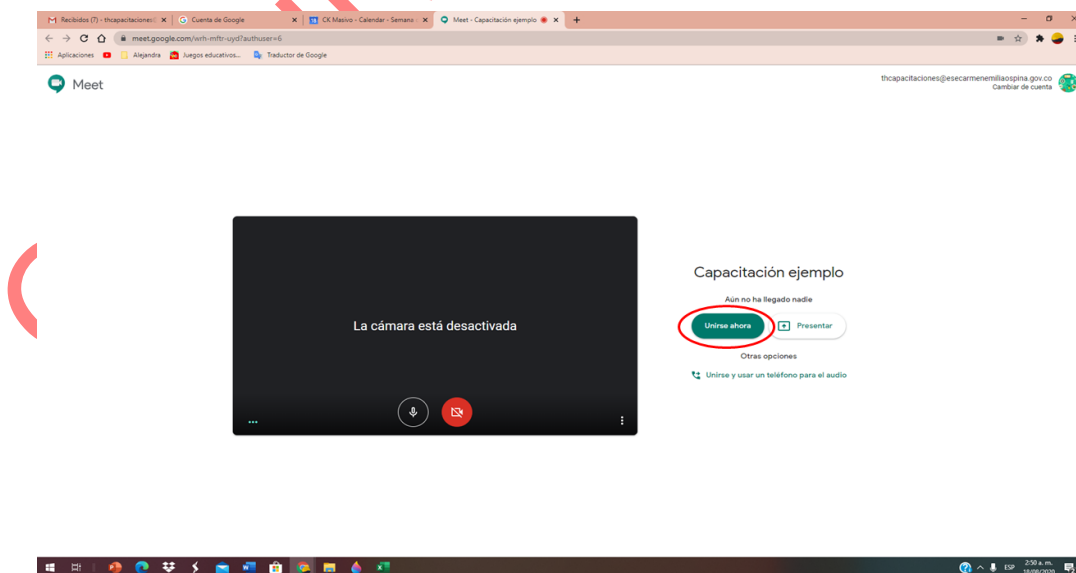 Recibidos (7) - thcapacitaciones
Cuenta de Google
CK Masivo - Calendar - Semana
Meet - Capacitación ejemplo
meet.google.com/wrh-mftr-uyd?authuser=6
Aplicaciones
Alejandra
Juegos educativos...
Traductor de Google
Meet
thcapacitaciones@esecarmenemiliaospina.gov.co
Cambiar de cuenta
La cámara está desactivada
Capacitación ejemplo
Aún no ha llegado nadie
Unirse ahora
Presentar
Otras opciones
Unirse y usar un teléfono para el audio
ESP
2:50 a. m.
18/08/2020